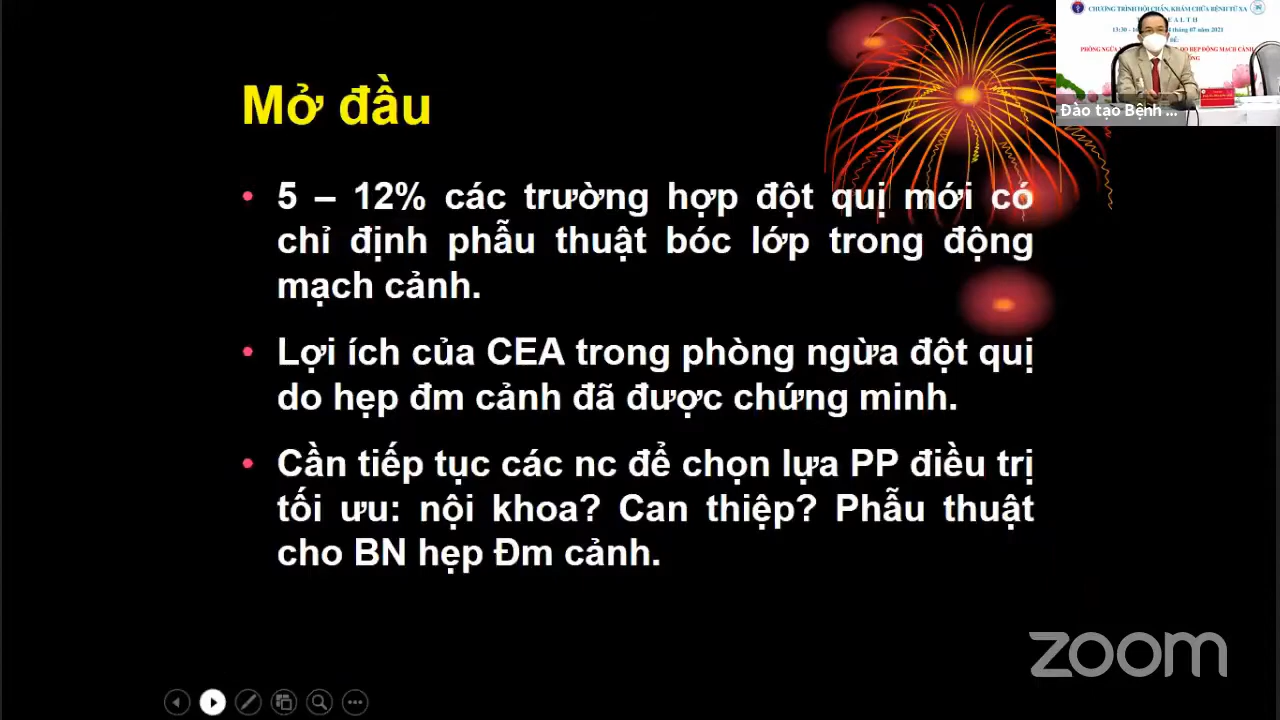 CHƯƠNG TRÌNH HỘI CHẨN, KHÁM CHỮA BỆNH TỪ XA
Mở đầu
Đào tạo Bệnh ...
• 5 – 12% các trường hợp đột quị mới có
chỉ định phẫu thuật bóc lớp trong động
mạch cảnh.
• Lợi ích của CEA trong phòng ngừa đột quị
do hẹp đm cảnh đã được chứng minh.
• Cần tiếp tục các nc để chọn lựa PP điều trị
tối ưu: nội khoa? Can thiệp? Phẫu thuật
cho BN hẹp Đm cảnh.
zoom